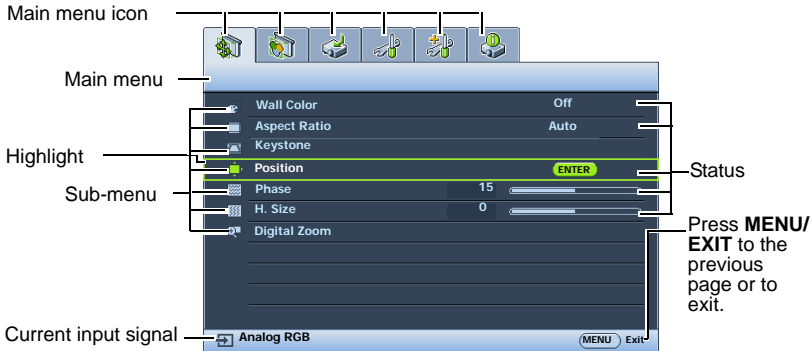 Main menu icon
Main menu
Wall Color Off
Aspect Ratio Auto
Keystone
Highlight
Position ENTER
Status
Sub-menu
Phase 15
H. Size 0
Digital Zoom
Press MENU/
EXIT to the
previous
page or to
exit.
Current input signal
Analog RGB
MENU Exit